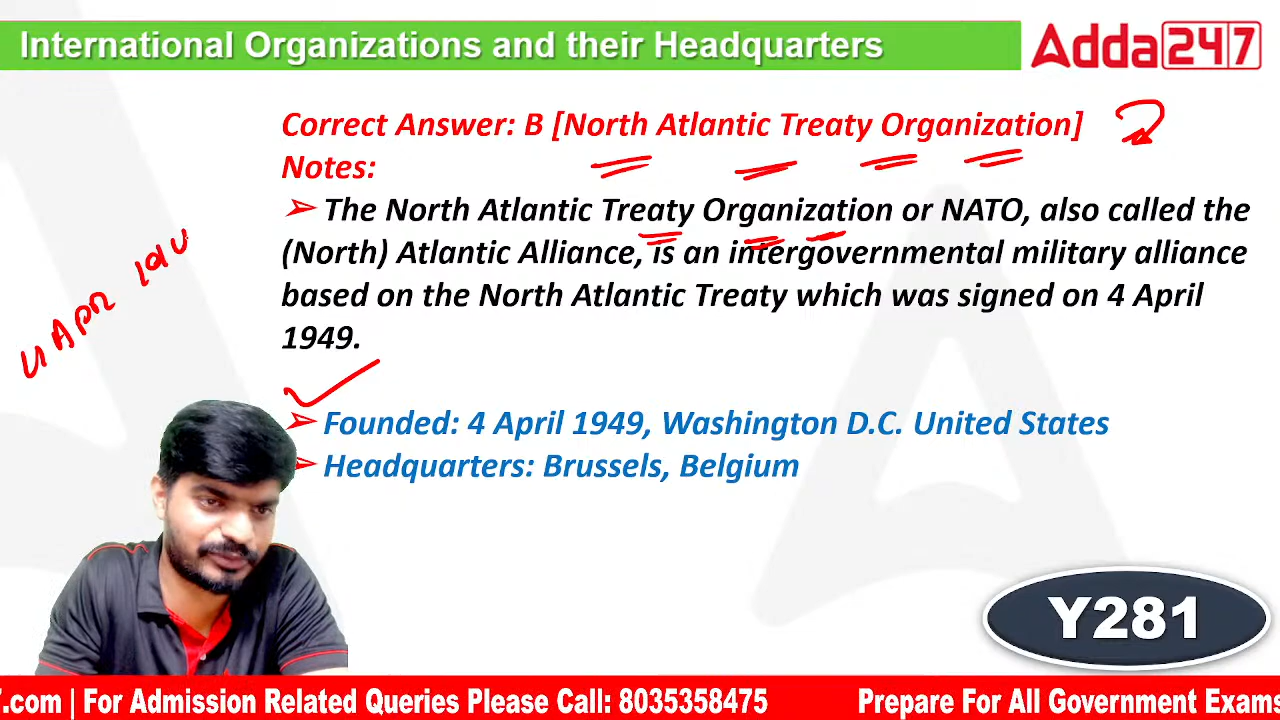 International Organizations and their Headquarters
Adda247
Correct Answer: B [North Atlantic Treaty Organization]
Notes:
➢ The North Atlantic Treaty Organization or NATO, also called the
(North) Atlantic Alliance, is an intergovernmental military alliance
based on the North Atlantic Treaty which was signed on 4 April
1949.
➢ Founded: 4 April 1949, Washington D.C. United States
➢ Headquarters: Brussels, Belgium
Y281
7.com | For Admission Related Queries Please Call: 8035358475 Prepare For All Government Exams